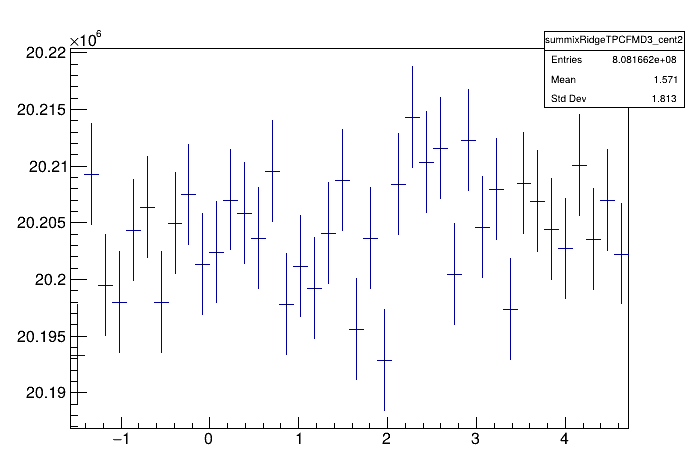 ×10⁶
summixRidgeTPCFMD3_cent2
Entries 8.081662e+08
Mean 1.571
Std Dev 1.813
20.22
20.215
20.21
20.205
20.2
20.195
20.19
−1 0 1 2 3 4